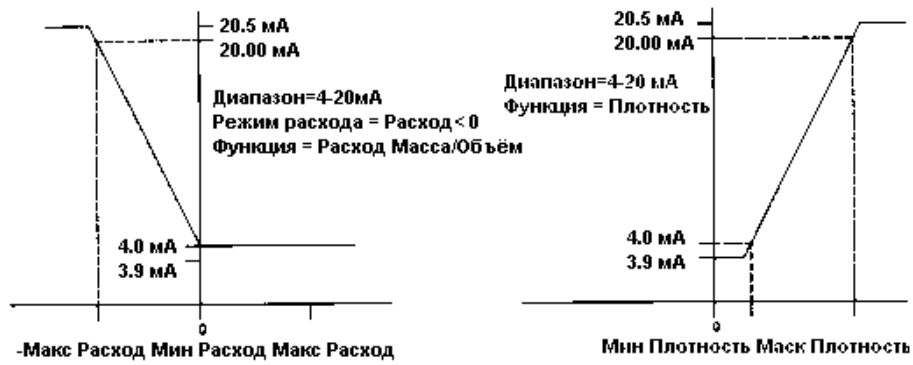 20.5 мА
20.00 мА
Диапазон=4-20мА
Режим расхода = Расход<0
Функция = Расход Масса/Объём
4.0 мА
3.9 мА
0
-Макс Расход Мин Расход Макс Расход
20.5 мА
20.00 мА
Диапазон=4-20 мА
Функция = Плотность
4.0 мА
3.9 мА
0
Мин Плотность Маск Плотность